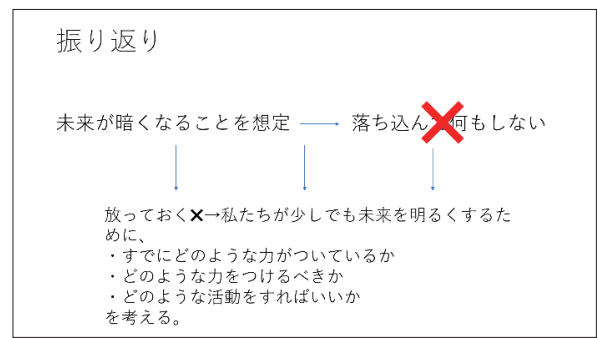 振り返り
未来が暗くなることを想定 → 落ち込んで何もしない
放っておく✖→私たちが少しでも未来を明るくするた
めに、
・すでにどのような力がついているか
・どのような力をつけるべきか
・どのような活動をすればいいか
を考える。